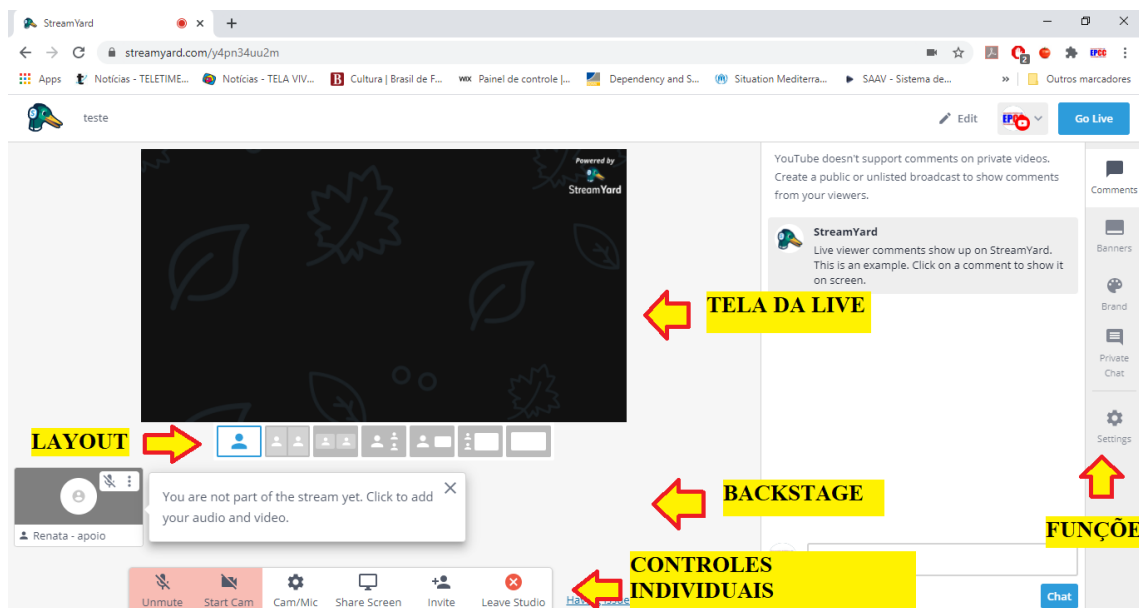 StreamYard
streamyard.com/y4pn34uu2m
2
EPCC
Apps
Notícias - TELETIME...
Notícias - TELA VIV...
Cultura | Brasil de F...
WIX Painel de controle |...
Dependency and S...
Situation Mediterra...
SAAV - Sistema de...
»
Outros marcadores
teste
Edit
Go Live
Powered by
StreamYard
YouTube doesn't support comments on private videos.
Create a public or unlisted broadcast to show comments
from your viewers.
StreamYard
Live viewer comments show up on StreamYard.
This is an example. Click on a comment to show it
on screen.
Comments
Banners
Brand
Private
Chat
Settings
TELA DA LIVE
LAYOUT
You are not part of the stream yet. Click to add
your audio and video.
Renata - apoio
BACKSTAGE
FUNÇÕE
CONTROLES
INDIVIDUAIS
Unmute
Start Cam
Cam/Mic
Share Screen
Invite
Leave Studio
Chat